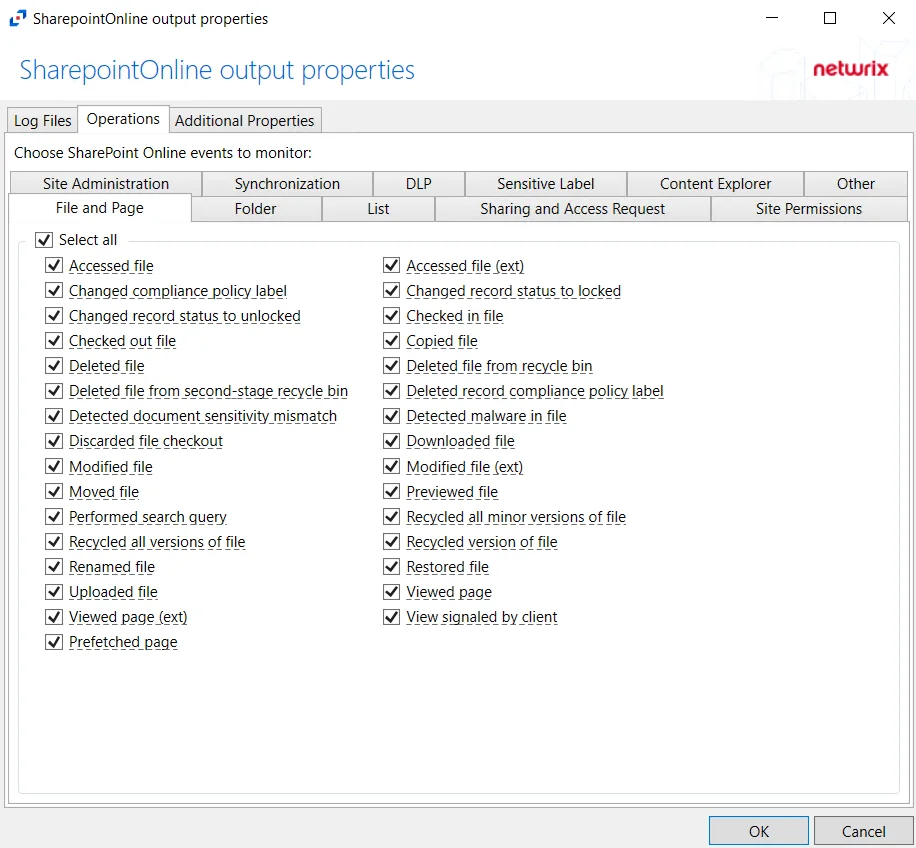 SharepointOnline output properties
SharepointOnline output properties
netwrix
Log Files Operations Additional Properties
Choose SharePoint Online events to monitor:
Site Administration Synchronization DLP Sensitive Label Content Explorer Other
File and Page Folder List Sharing and Access Request Site Permissions
Select all
Accessed file Accessed file (ext)
Changed compliance policy label Changed record status to locked
Changed record status to unlocked Checked in file
Checked out file Copied file
Deleted file Deleted file from recycle bin
Deleted file from second-stage recycle bin Deleted record compliance policy label
Detected document sensitivity mismatch Detected malware in file
Discarded file checkout Downloaded file
Modified file Modified file (ext)
Moved file Previewed file
Performed search query Recycled all minor versions of file
Recycled all versions of file Recycled version of file
Renamed file Restored file
Uploaded file Viewed page
Viewed page (ext) View signaled by client
Prefetched page
OK Cancel